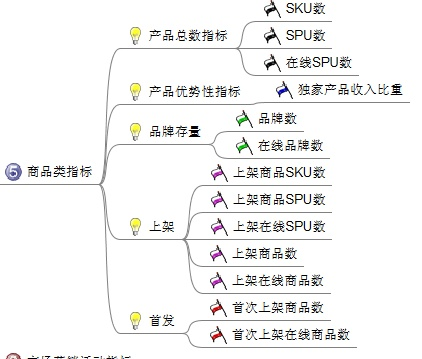 SKU数
产品总数指标
SPU数
在线SPU数
产品优势性指标
独家产品收入比重
品牌存量
品牌数
在线品牌数
5 商品类指标
上架商品SKU数
上架商品SPU数
上架
上架在线SPU数
上架商品数
上架在线商品数
首发
首次上架商品数
首次上架在线商品数